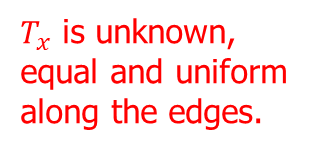 Tₓ is unknown,
equal and uniform
along the edges.